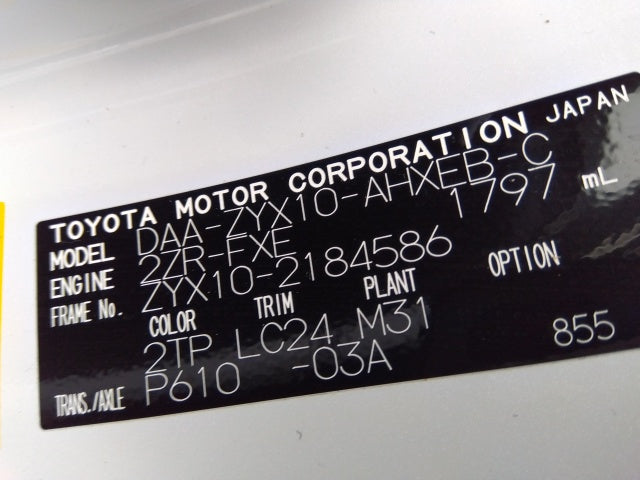 TOYOTA MOTOR CORPORATION JAPAN
MODEL DAA-ZYX10-AHXEB-C
ENGINE 2ZR-FXE 1797 mL
FRAME No. ZYX10-2184586
COLOR TRIM PLANT OPTION
2TP LC24 M31
TRANS./AXLE P610 -03A 855